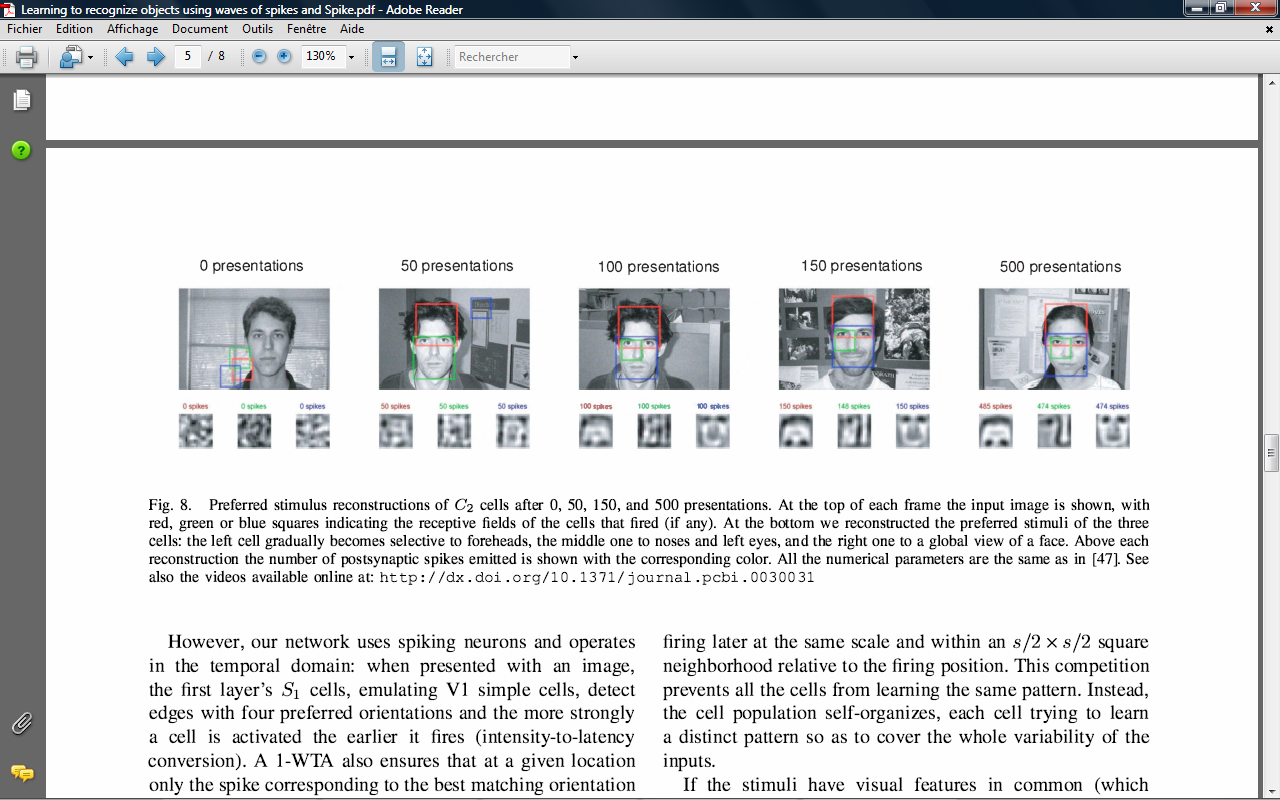 Learning to recognize objects using waves of spikes and Spike.pdf - Adobe Reader
Fichier Edition Affichage Document Outils Fenêtre Aide
5 / 8 130% Rechercher
0 presentations 50 presentations 100 presentations 150 presentations 500 presentations
0 spikes 0 spikes 0 spikes 50 spikes 50 spikes 50 spikes 100 spikes 100 spikes 100 spikes 150 spikes 148 spikes 150 spikes 485 spikes 474 spikes 474 spikes
Fig. 8. Preferred stimulus reconstructions of C₂ cells after 0, 50, 150, and 500 presentations. At the top of each frame the input image is shown, with
red, green or blue squares indicating the receptive fields of the cells that fired (if any). At the bottom we reconstructed the preferred stimuli of the three
cells: the left cell gradually becomes selective to foreheads, the middle one to noses and left eyes, and the right one to a global view of a face. Above each
reconstruction the number of postsynaptic spikes emitted is shown with the corresponding color. All the numerical parameters are the same as in [47]. See
also the videos available online at: http://dx.doi.org/10.1371/journal.pcbi.0030031
However, our network uses spiking neurons and operates
in the temporal domain: when presented with an image,
the first layer's S₁ cells, emulating V1 simple cells, detect
edges with four preferred orientations and the more strongly
a cell is activated the earlier it fires (intensity-to-latency
conversion). A 1-WTA also ensures that at a given location
only the spike corresponding to the best matching orientation
firing later at the same scale and within an s/2 × s/2 square
neighborhood relative to the firing position. This competition
prevents all the cells from learning the same pattern. Instead,
the cell population self-organizes, each cell trying to learn
a distinct pattern so as to cover the whole variability of the
inputs.
If the stimuli have visual features in common (which